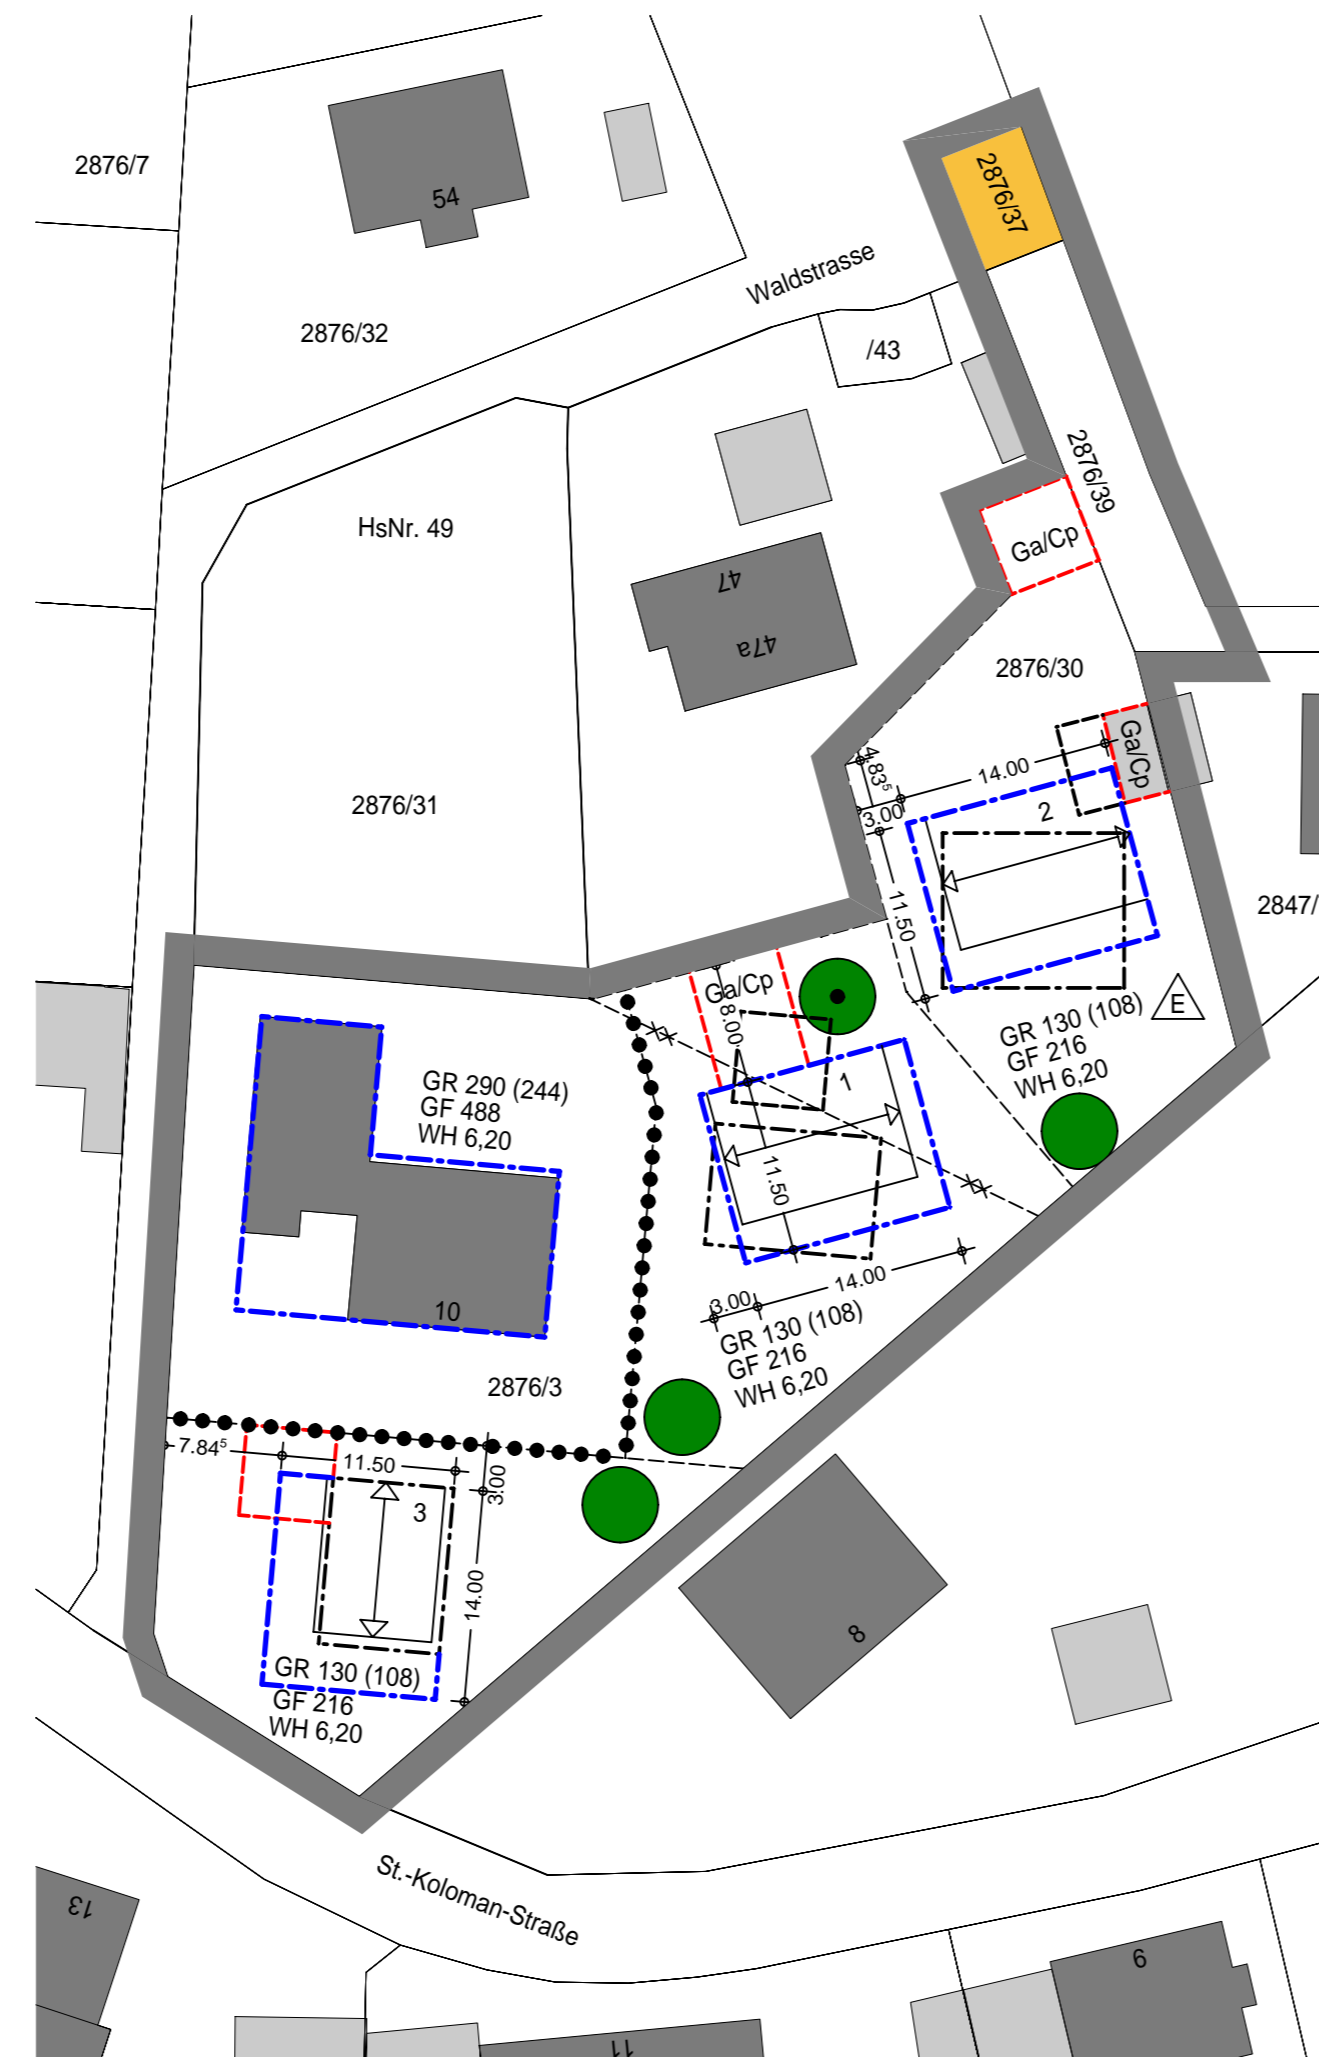 2876/7
54
2876/37
Waldstrasse
2876/32
/43
2876/39
HsNr. 49
Ga/Cp
47
47a
2876/30
Ga/Cp
4.83⁵
14.00
3.00
2
2876/31
11.50
2847/
Ga/Cp
8.00
E
GR 130 (108)
GF 216
WH 6,20
1
GR 290 (244)
GF 488
WH 6,20
11.50
14.00
3.00
GR 130 (108)
GF 216
WH 6,20
10
2876/3
7.84⁵
11.50
3.00
3
14.00
GR 130 (108)
GF 216
WH 6,20
8
St.-Koloman-Straße
13
9
11